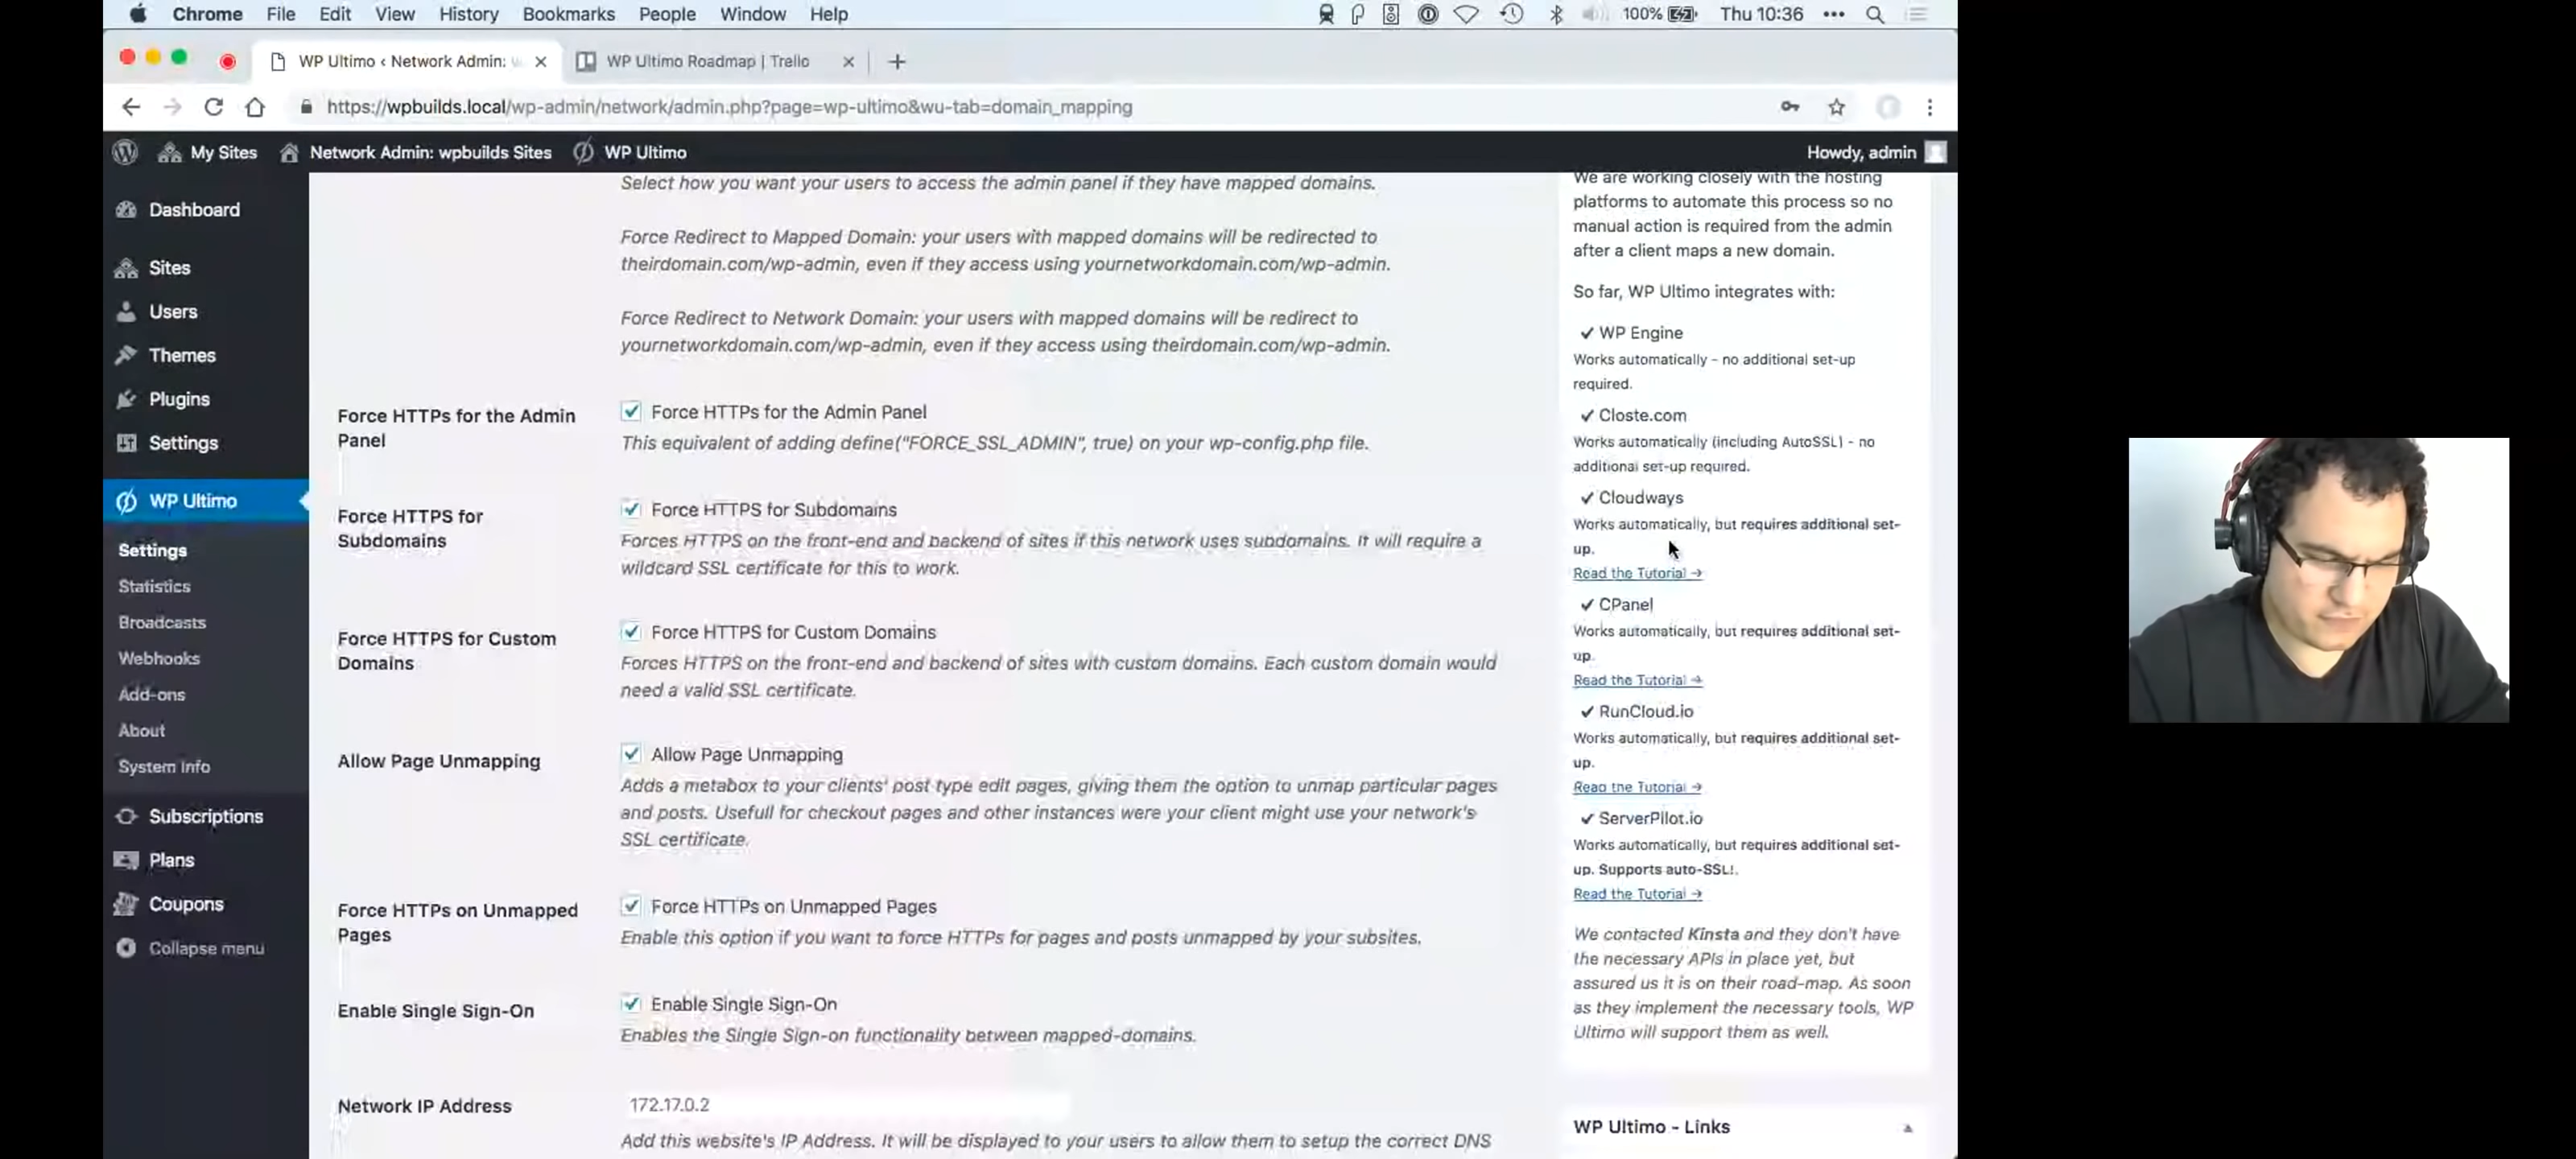 Chrome File Edit View History Bookmarks People Window Help 100% Thu 10:36
WP Ultimo ‹ Network Admin: WP Ultimo Roadmap | Trello
https://wpbuilds.local/wp-admin/network/admin.php?page=wp-ultimo&wu-tab=domain_mapping
My Sites Network Admin: wpbuilds Sites WP Ultimo Howdy, admin
Dashboard
Sites
Users
Themes
Plugins
Settings
WP Ultimo
Settings
Statistics
Broadcasts
Webhooks
Add-ons
About
System Info
Subscriptions
Plans
Coupons
Collapse menu
Select how you want your users to access the admin panel if they have mapped domains.
Force Redirect to Mapped Domain: your users with mapped domains will be redirected to
theirdomain.com/wp-admin, even if they access using yournetworkdomain.com/wp-admin.
Force Redirect to Network Domain: your users with mapped domains will be redirect to
yournetworkdomain.com/wp-admin, even if they access using theirdomain.com/wp-admin.
Force HTTPs for the Admin
Panel
Force HTTPs for the Admin Panel
This equivalent of adding define("FORCE_SSL_ADMIN", true) on your wp-config.php file.
Force HTTPS for
Subdomains
Force HTTPS for Subdomains
Forces HTTPS on the front-end and backend of sites if this network uses subdomains. It will require a
wildcard SSL certificate for this to work.
Force HTTPS for Custom
Domains
Force HTTPS for Custom Domains
Forces HTTPS on the front-end and backend of sites with custom domains. Each custom domain would
need a valid SSL certificate.
Allow Page Unmapping
Allow Page Unmapping
Adds a metabox to your clients' post type edit pages, giving them the option to unmap particular pages
and posts. Usefull for checkout pages and other instances were your client might use your network's
SSL certificate.
Force HTTPs on Unmapped
Pages
Force HTTPs on Unmapped Pages
Enable this option if you want to force HTTPs for pages and posts unmapped by your subsites.
Enable Single Sign-On
Enable Single Sign-On
Enables the Single Sign-on functionality between mapped-domains.
Network IP Address
172.17.0.2
Add this website's IP Address. It will be displayed to your users to allow them to setup the correct DNS
We are working closely with the hosting
platforms to automate this process so no
manual action is required from the admin
after a client maps a new domain.
So far, WP Ultimo integrates with:
✓ WP Engine
Works automatically - no additional set-up
required.
✓ Closte.com
Works automatically (including AutoSSL) - no
additional set-up required.
✓ Cloudways
Works automatically, but requires additional set-
up.
Read the Tutorial →
✓ CPanel
Works automatically, but requires additional set-
up.
Read the Tutorial →
✓ RunCloud.io
Works automatically, but requires additional set-
up.
Read the Tutorial →
✓ ServerPilot.io
Works automatically, but requires additional set-
up. Supports auto-SSL!.
Read the Tutorial →
We contacted Kinsta and they don't have
the necessary APIs in place yet, but
assured us it is on their road-map. As soon
as they implement the necessary tools, WP
Ultimo will support them as well.
WP Ultimo - Links